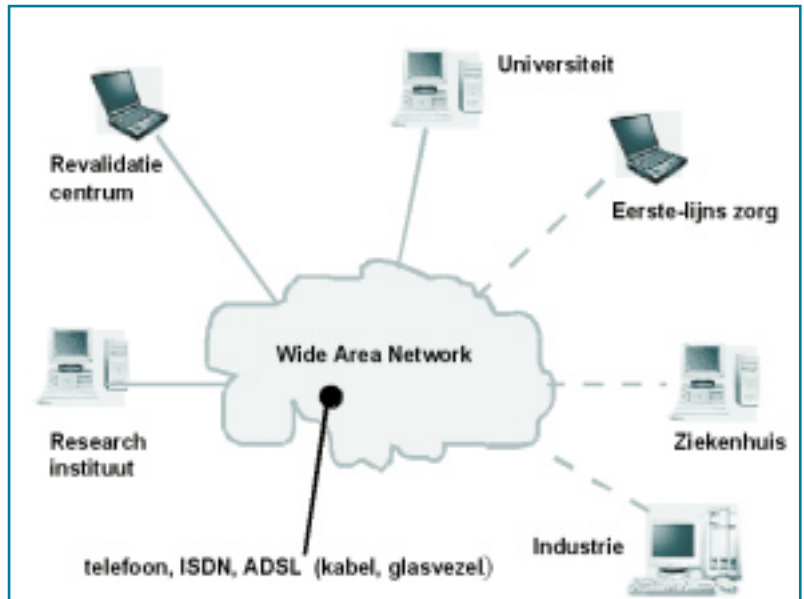 Universiteit
Revalidatie
centrum
Eerste-lijns zorg
Wide Area Network
Research
instituut
Ziekenhuis
Industrie
telefoon, ISDN, ADSL (kabel, glasvezel)